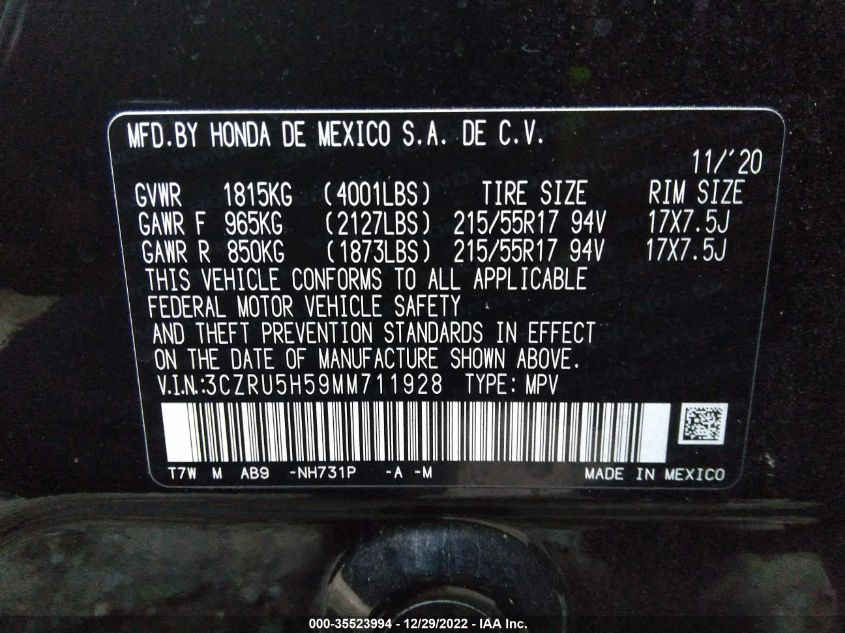 MFD.BY HONDA DE MEXICO S.A. DE C.V.
11/'20
GVWR 1815KG (4001LBS) TIRE SIZE RIM SIZE
GAWR F 965KG (2127LBS) 215/55R17 94V 17X7.5J
GAWR R 850KG (1873LBS) 215/55R17 94V 17X7.5J
THIS VEHICLE CONFORMS TO ALL APPLICABLE
FEDERAL MOTOR VEHICLE SAFETY
AND THEFT PREVENTION STANDARDS IN EFFECT
ON THE DATE OF MANUFACTURE SHOWN ABOVE.
V.I.N.:3CZRU5H59MM711928 TYPE: MPV
T7W M AB9 -NH731P -A -M MADE IN MEXICO
000-35523994 - 12/29/2022 - IAA Inc.